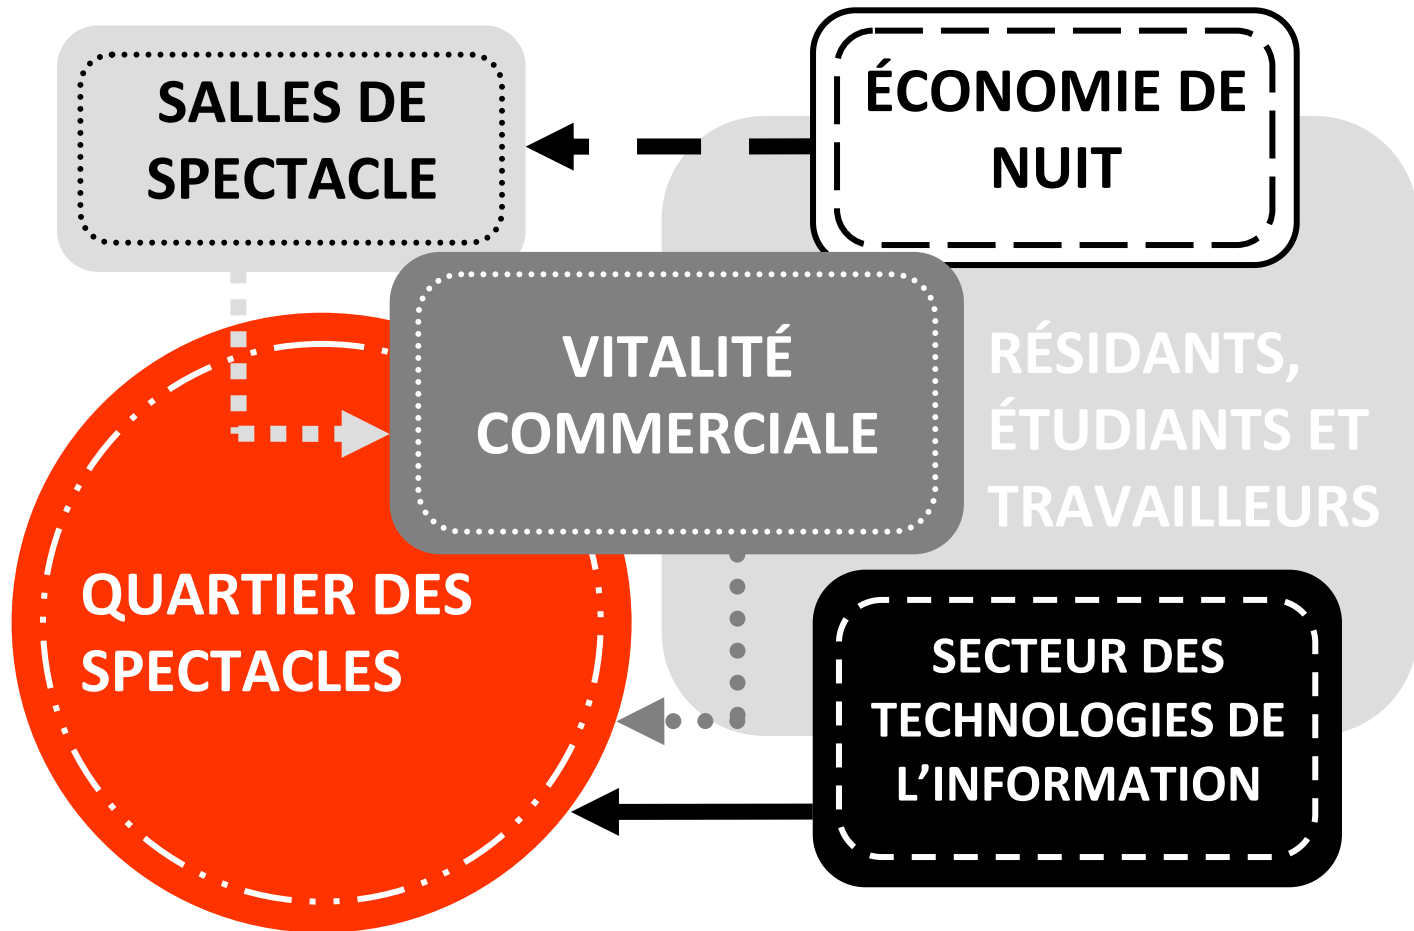 SALLES DE
SPECTACLE
ÉCONOMIE DE
NUIT
VITALITÉ
COMMERCIALE
RÉSIDANTS,
ÉTUDIANTS ET
TRAVAILLEURS
QUARTIER DES
SPECTACLES
SECTEUR DES
TECHNOLOGIES DE
L’INFORMATION